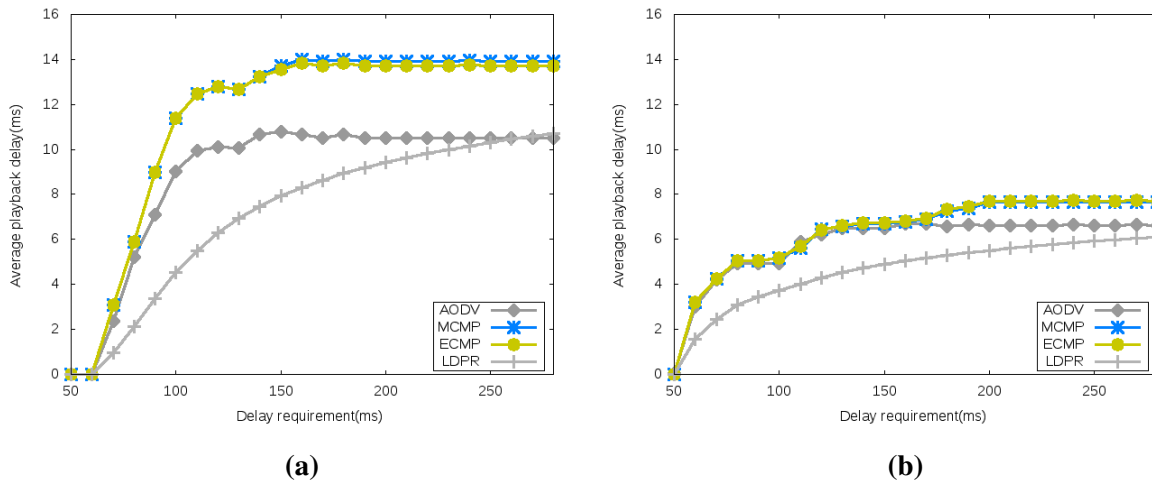 16
14
12
10
8
6
4
2
0
Average playback delay(ms)
50
100
150
200
250
Delay requirement(ms)
AODV
MCMP
ECMP
LDPR
(a)
16
14
12
10
8
6
4
2
0
Average playback delay(ms)
50
100
150
200
250
Delay requirement(ms)
AODV
MCMP
ECMP
LDPR
(b)